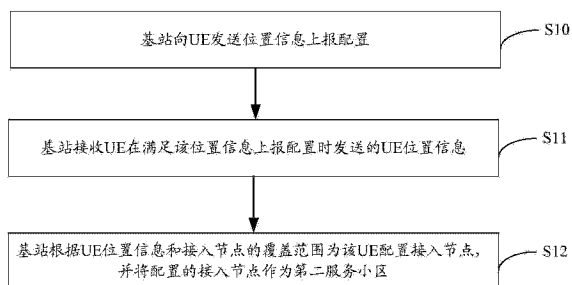 基站向UE发送位置信息上报配置
S10
基站接收UE在满足该位置信息上报配置时发送的UE位置信息
S11
基站根据UE位置信息和接入节点的覆盖范围为该UE配置接入节点,
并将配置的接入节点作为第二服务小区
S12